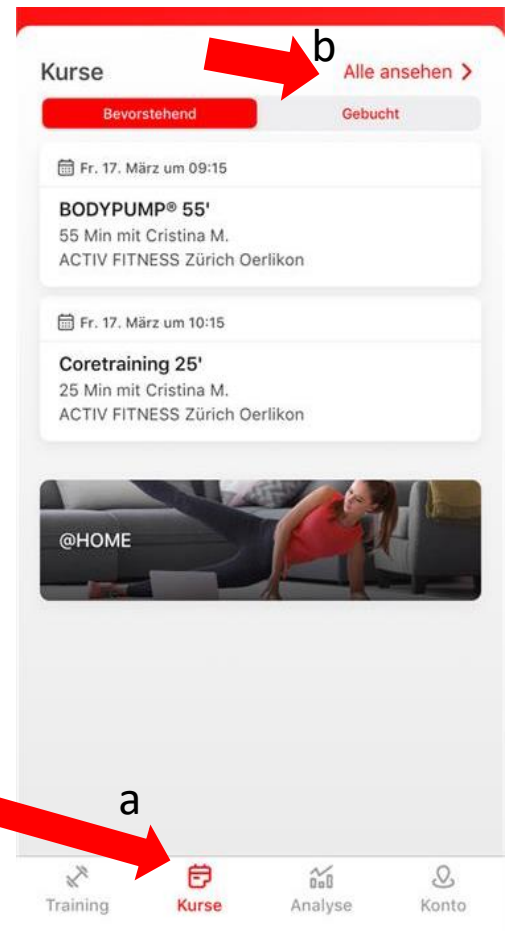 b
Kurse
Alle ansehen
Bevorstehend
Gebucht
Fr. 17. März um 09:15
BODYPUMP® 55'
55 Min mit Cristina M.
ACTIV FITNESS Zürich Oerlikon
Fr. 17. März um 10:15
Coretraining 25'
25 Min mit Cristina M.
ACTIV FITNESS Zürich Oerlikon
@HOME
a
Training
Kurse
Analyse
Konto